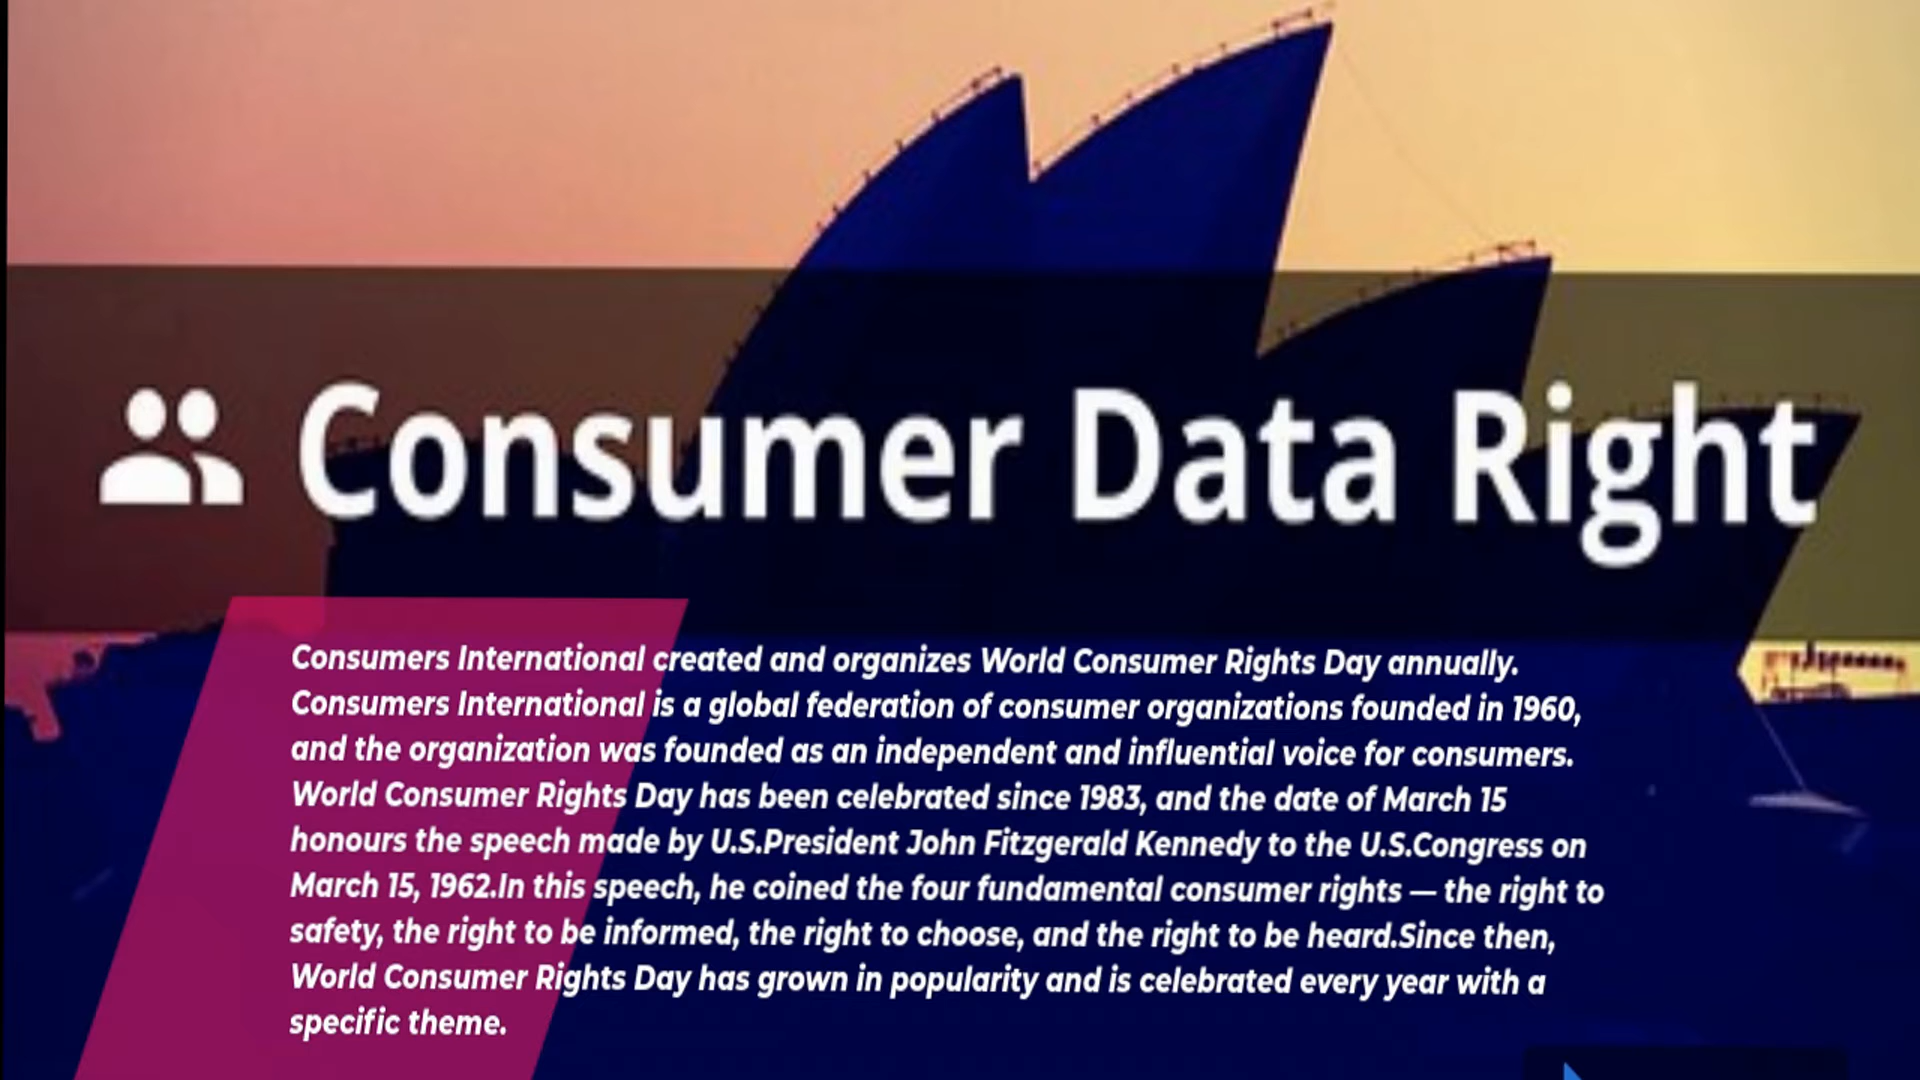 Consumer Data Right
Consumers International created and organizes World Consumer Rights Day annually.
Consumers International is a global federation of consumer organizations founded in 1960,
and the organization was founded as an independent and influential voice for consumers.
World Consumer Rights Day has been celebrated since 1983, and the date of March 15
honours the speech made by U.S.President John Fitzgerald Kennedy to the U.S.Congress on
March 15, 1962.In this speech, he coined the four fundamental consumer rights — the right to
safety, the right to be informed, the right to choose, and the right to be heard.Since then,
World Consumer Rights Day has grown in popularity and is celebrated every year with a
specific theme.